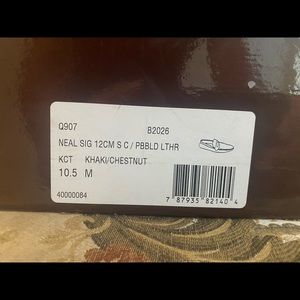 Q907 B2026
NEAL SIG 12CM S C / PBBLD LTHR
KCT KHAKI/CHESTNUT
10.5 M
40000084
7 87935 82140 4